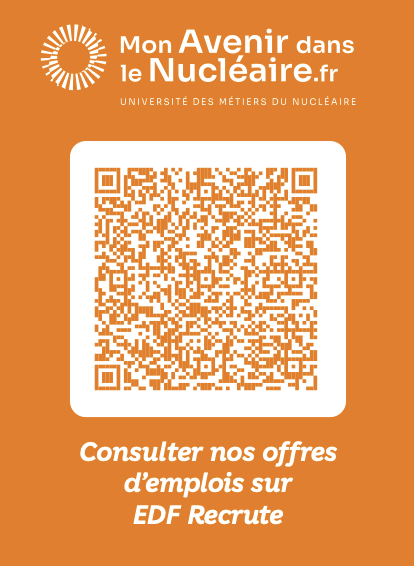 Mon Avenir dans
le Nucléaire.fr
UNIVERSITÉ DES MÉTIERS DU NUCLÉAIRE
Consulter nos offres
d'emplois sur
EDF Recrute